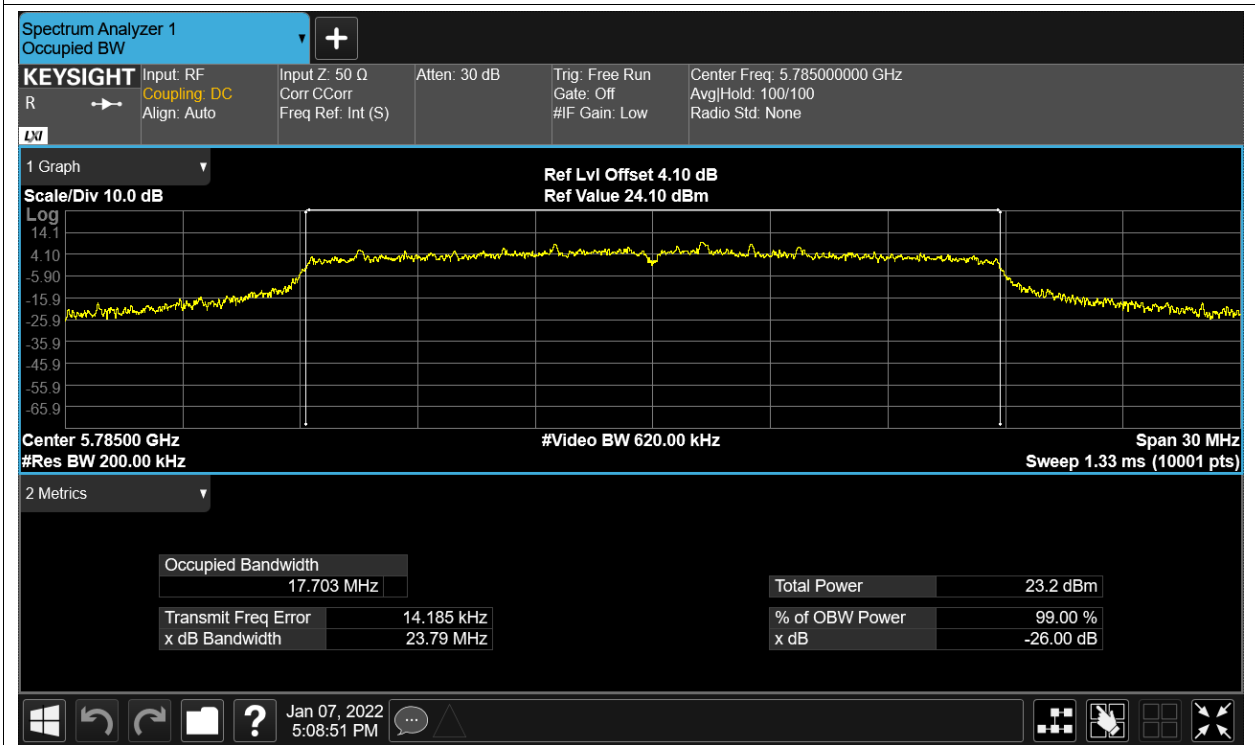 Spectrum Analyzer 1
Occupied BW
+
KEYSIGHT
R
LXI
Input: RF
Coupling: DC
Align: Auto
Input Z: 50 Ω
Corr CCorr
Freq Ref: Int (S)
Atten: 30 dB
Trig: Free Run
Gate: Off
#IF Gain: Low
Center Freq: 5.785000000 GHz
Avg|Hold: 100/100
Radio Std: None
1 Graph
Scale/Div 10.0 dB
Ref Lvl Offset 4.10 dB
Ref Value 24.10 dBm
Log
14.1
4.10
-5.90
-15.9
-25.9
-35.9
-45.9
-55.9
-65.9
Center 5.78500 GHz
#Video BW 620.00 kHz
Span 30 MHz
#Res BW 200.00 kHz
Sweep 1.33 ms (10001 pts)
2 Metrics
Occupied Bandwidth
17.703 MHz
Transmit Freq Error 14.185 kHz
x dB Bandwidth 23.79 MHz
Total Power 23.2 dBm
% of OBW Power 99.00 %
x dB -26.00 dB
?
Jan 07, 2022
5:08:51 PM